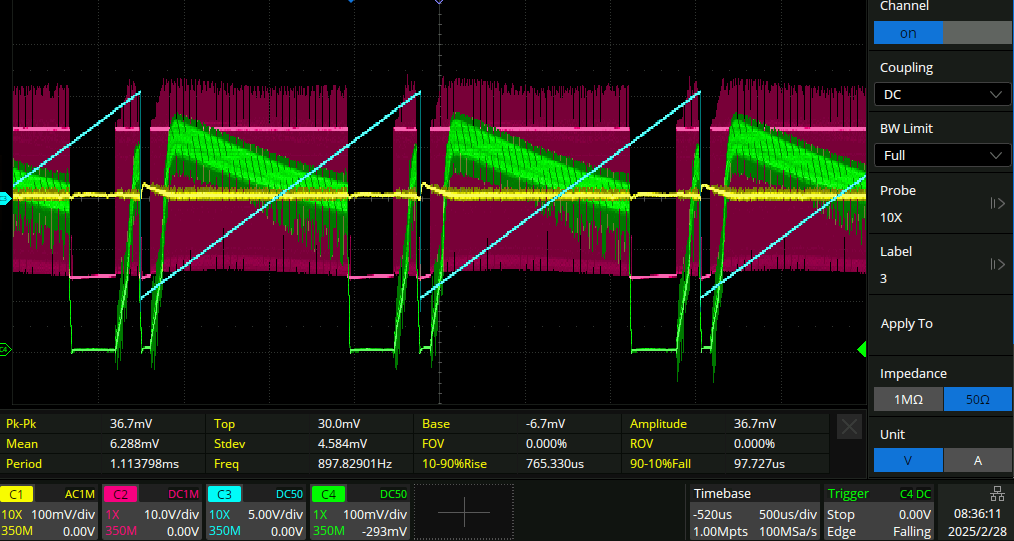 Channel
on
Coupling
DC
BW Limit
Full
Probe
10X
Label
3
Apply To
Impedance
1MΩ 50Ω
Unit
V A
C4
Pk-Pk 36.7mV Top 30.0mV Base -6.7mV Amplitude 36.7mV
Mean 6.288mV Stdev 4.584mV FOV 0.000% ROV 0.000%
Period 1.113798ms Freq 897.82901Hz 10-90%Rise 765.330us 90-10%Fall 97.727us
C1 AC1M C2 DC1M C3 DC50 C4 DC50 Timebase Trigger C4 DC
10X 100mV/div 1X 10.0V/div 10X 5.00V/div 1X 100mV/div -520us 500us/div Stop 0.00V 08:36:11
350M 0.00V 350M 0.00V 350M 0.00V 350M -293mV 1.00Mpts 100MSa/s Edge Falling 2025/2/28